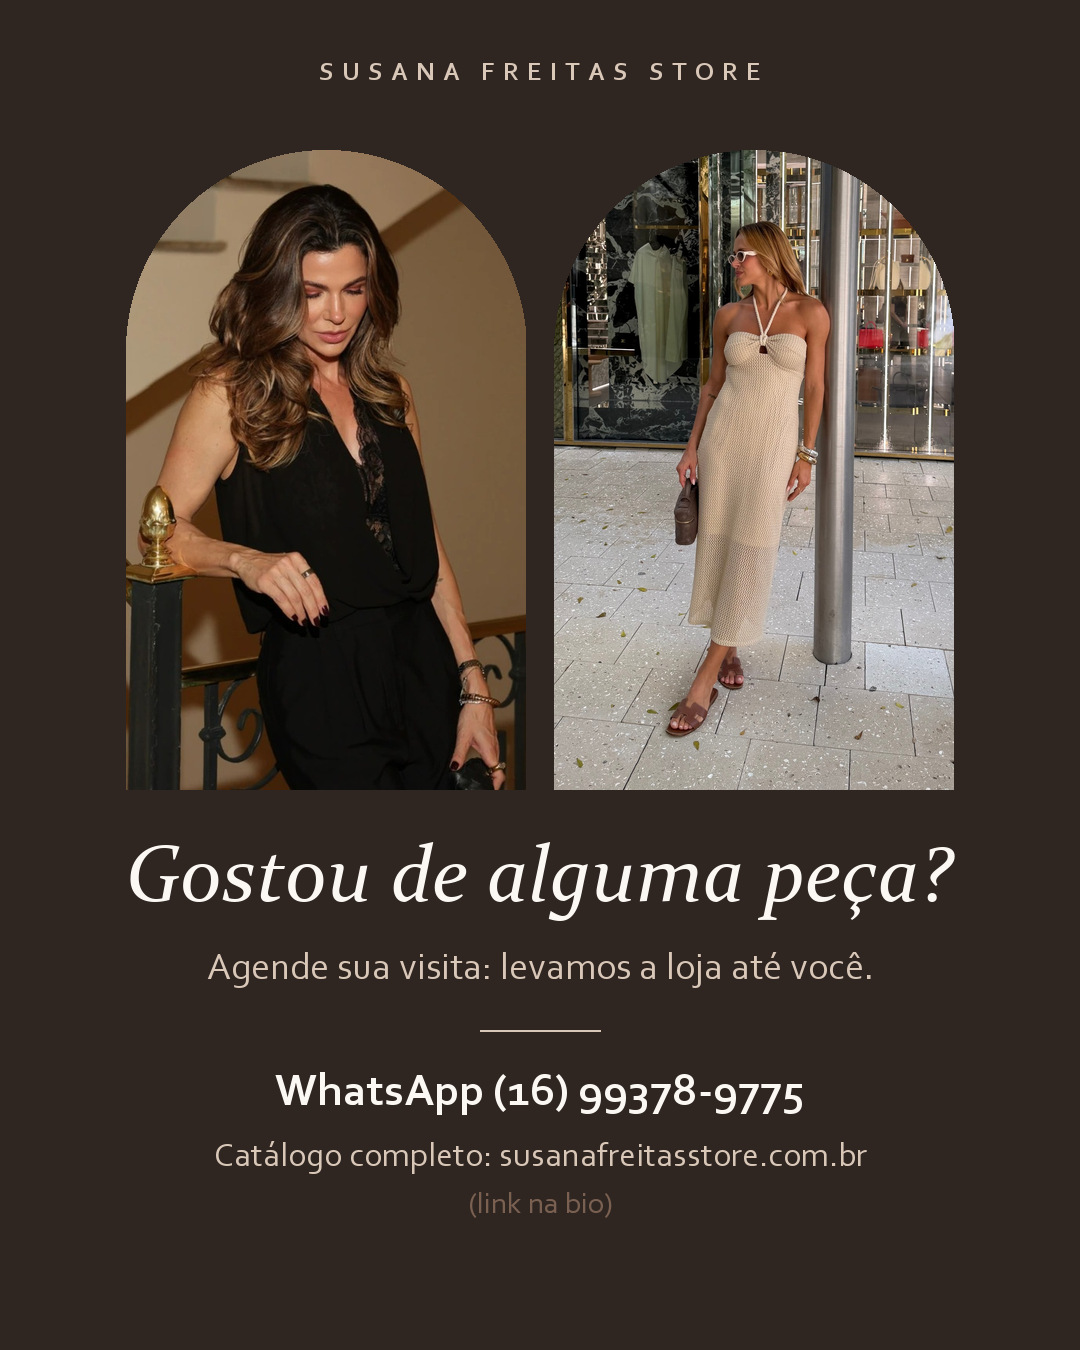 SUSANA FREITAS STORE
Gostou de alguma peça?
Agende sua visita: levamos a loja até você.
WhatsApp (16) 99378-9775
Catálogo completo: susanafreitasstore.com.br
(link na bio)